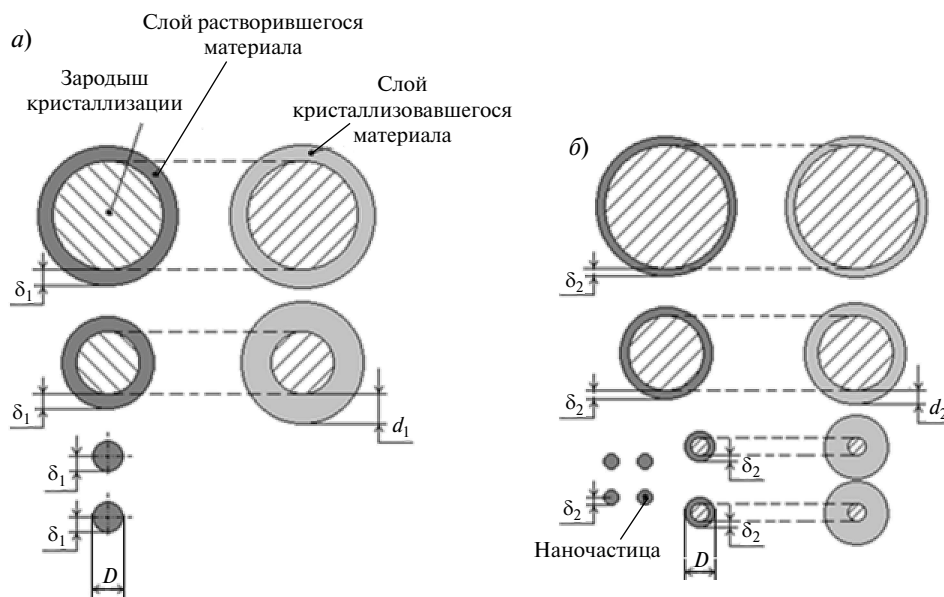 а)
Слой растворившегося
материала
Зародыш
кристаллизации
Слой
кристаллизовавшегося
материала
δ1
δ1
d1
δ1
δ1
D
б)
δ2
δ2
d2
δ2
δ2
δ2
Наночастица
D